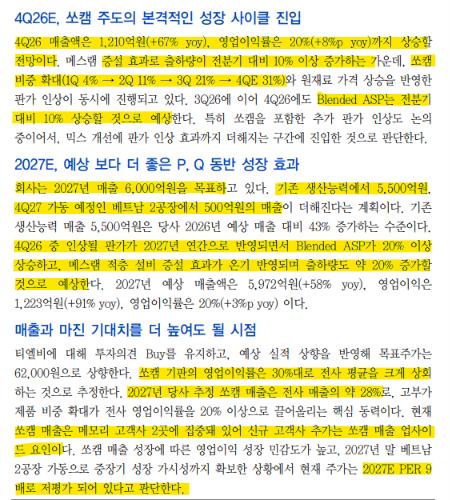 4Q26E, 쏘캠 주도의 본격적인 성장 사이클 진입
4Q26 매출액은 1,210억원(+67% yoy), 영업이익률은 20%(+8%p yoy)까지 상승할
전망이다. 메스램 증설 효과로 출하량이 전분기 대비 10% 이상 증가하는 가운데, 쏘캠
비중 확대(1Q 4% → 2Q 11% → 3Q 21% → 4QE 31%)와 원재료 가격 상승을 반영한
판가 인상이 동시에 진행되고 있다. 3Q26에 이어 4Q26에도 Blended ASP는 전분기
대비 10% 상승할 것으로 예상한다. 특히 쏘캠을 포함한 추가 판가 인상도 논의
중이어서, 믹스 개선에 판가 인상 효과까지 더해지는 구간에 진입한 것으로 판단한다.
2027E, 예상 보다 더 좋은 P, Q 동반 성장 효과
회사는 2027년 매출 6,000억원을 목표하고 있다. 기존 생산능력에서 5,500억원,
4Q27 가동 예정인 베트남 2공장에서 500억원의 매출이 더해진다는 계획이다. 기존
생산능력 매출 5,500억원은 당사 2026년 예상 매출 대비 43% 증가하는 수준이다.
4Q26 중 인상될 판가가 2027년 연간으로 반영되면서 Blended ASP가 20% 이상
상승하고, 메스램 적층 설비 증설 효과가 온기 반영되며 출하량도 약 20% 증가할
것으로 예상한다. 2027년 예상 매출액은 5,972억원(+58% yoy), 영업이익은
1,223억원(+91% yoy), 영업이익률은 20%(+3%p yoy) 이다.
매출과 마진 기대치를 더 높여도 될 시점
티엘비에 대해 투자의견 Buy를 유지하고, 예상 실적 상향을 반영해 목표주가는
62,000원으로 상향한다. 쏘캠 기판의 영업이익률은 30%대로 전사 평균을 크게 상회
하는 것으로 추정한다. 2027년 당사 추정 쏘캠 매출은 전사 매출의 약 28%로, 고부가
제품 비중 확대가 전사 영업이익률을 20% 이상으로 끌어올리는 핵심 동력이다. 현재
쏘캠 매출은 메모리 고객사 2곳에 집중돼 있어 신규 고객사 추가는 쏘캠 매출 업사이
드 요인이다. 쏘캠 매출 성장에 따른 영업이익 성장 민감도가 높고, 2027년 말 베트남
2공장 가동으로 중장기 성장 가시성까지 확보한 상황에서 현재 주가는 2027E PER 9
배로 저평가 되어 있다고 판단한다.